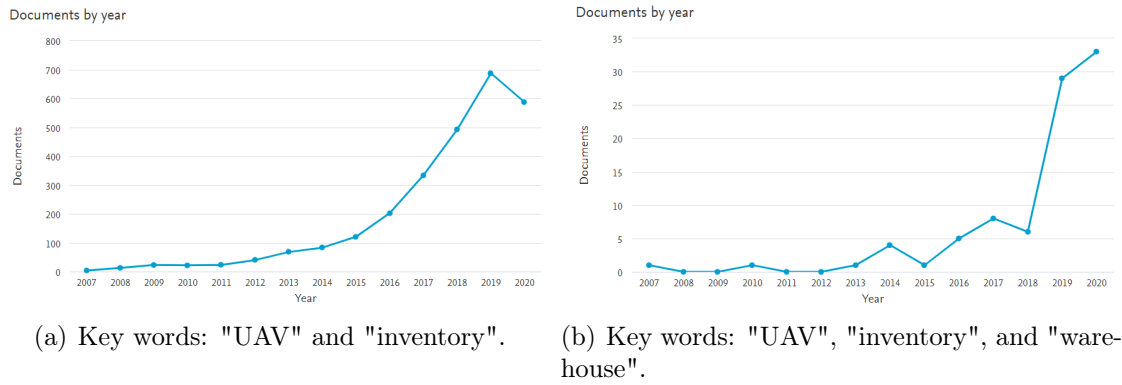 Documents by year
800
700
600
500
400
300
200
100
0
Documents
2007 2008 2009 2010 2011 2012 2013 2014 2015 2016 2017 2018 2019 2020
Year
(a) Key words: "UAV" and "inventory".
Documents by year
35
30
25
20
15
10
5
0
Documents
2007 2008 2009 2010 2011 2012 2013 2014 2015 2016 2017 2018 2019 2020
Year
(b) Key words: "UAV", "inventory", and "ware-
house".